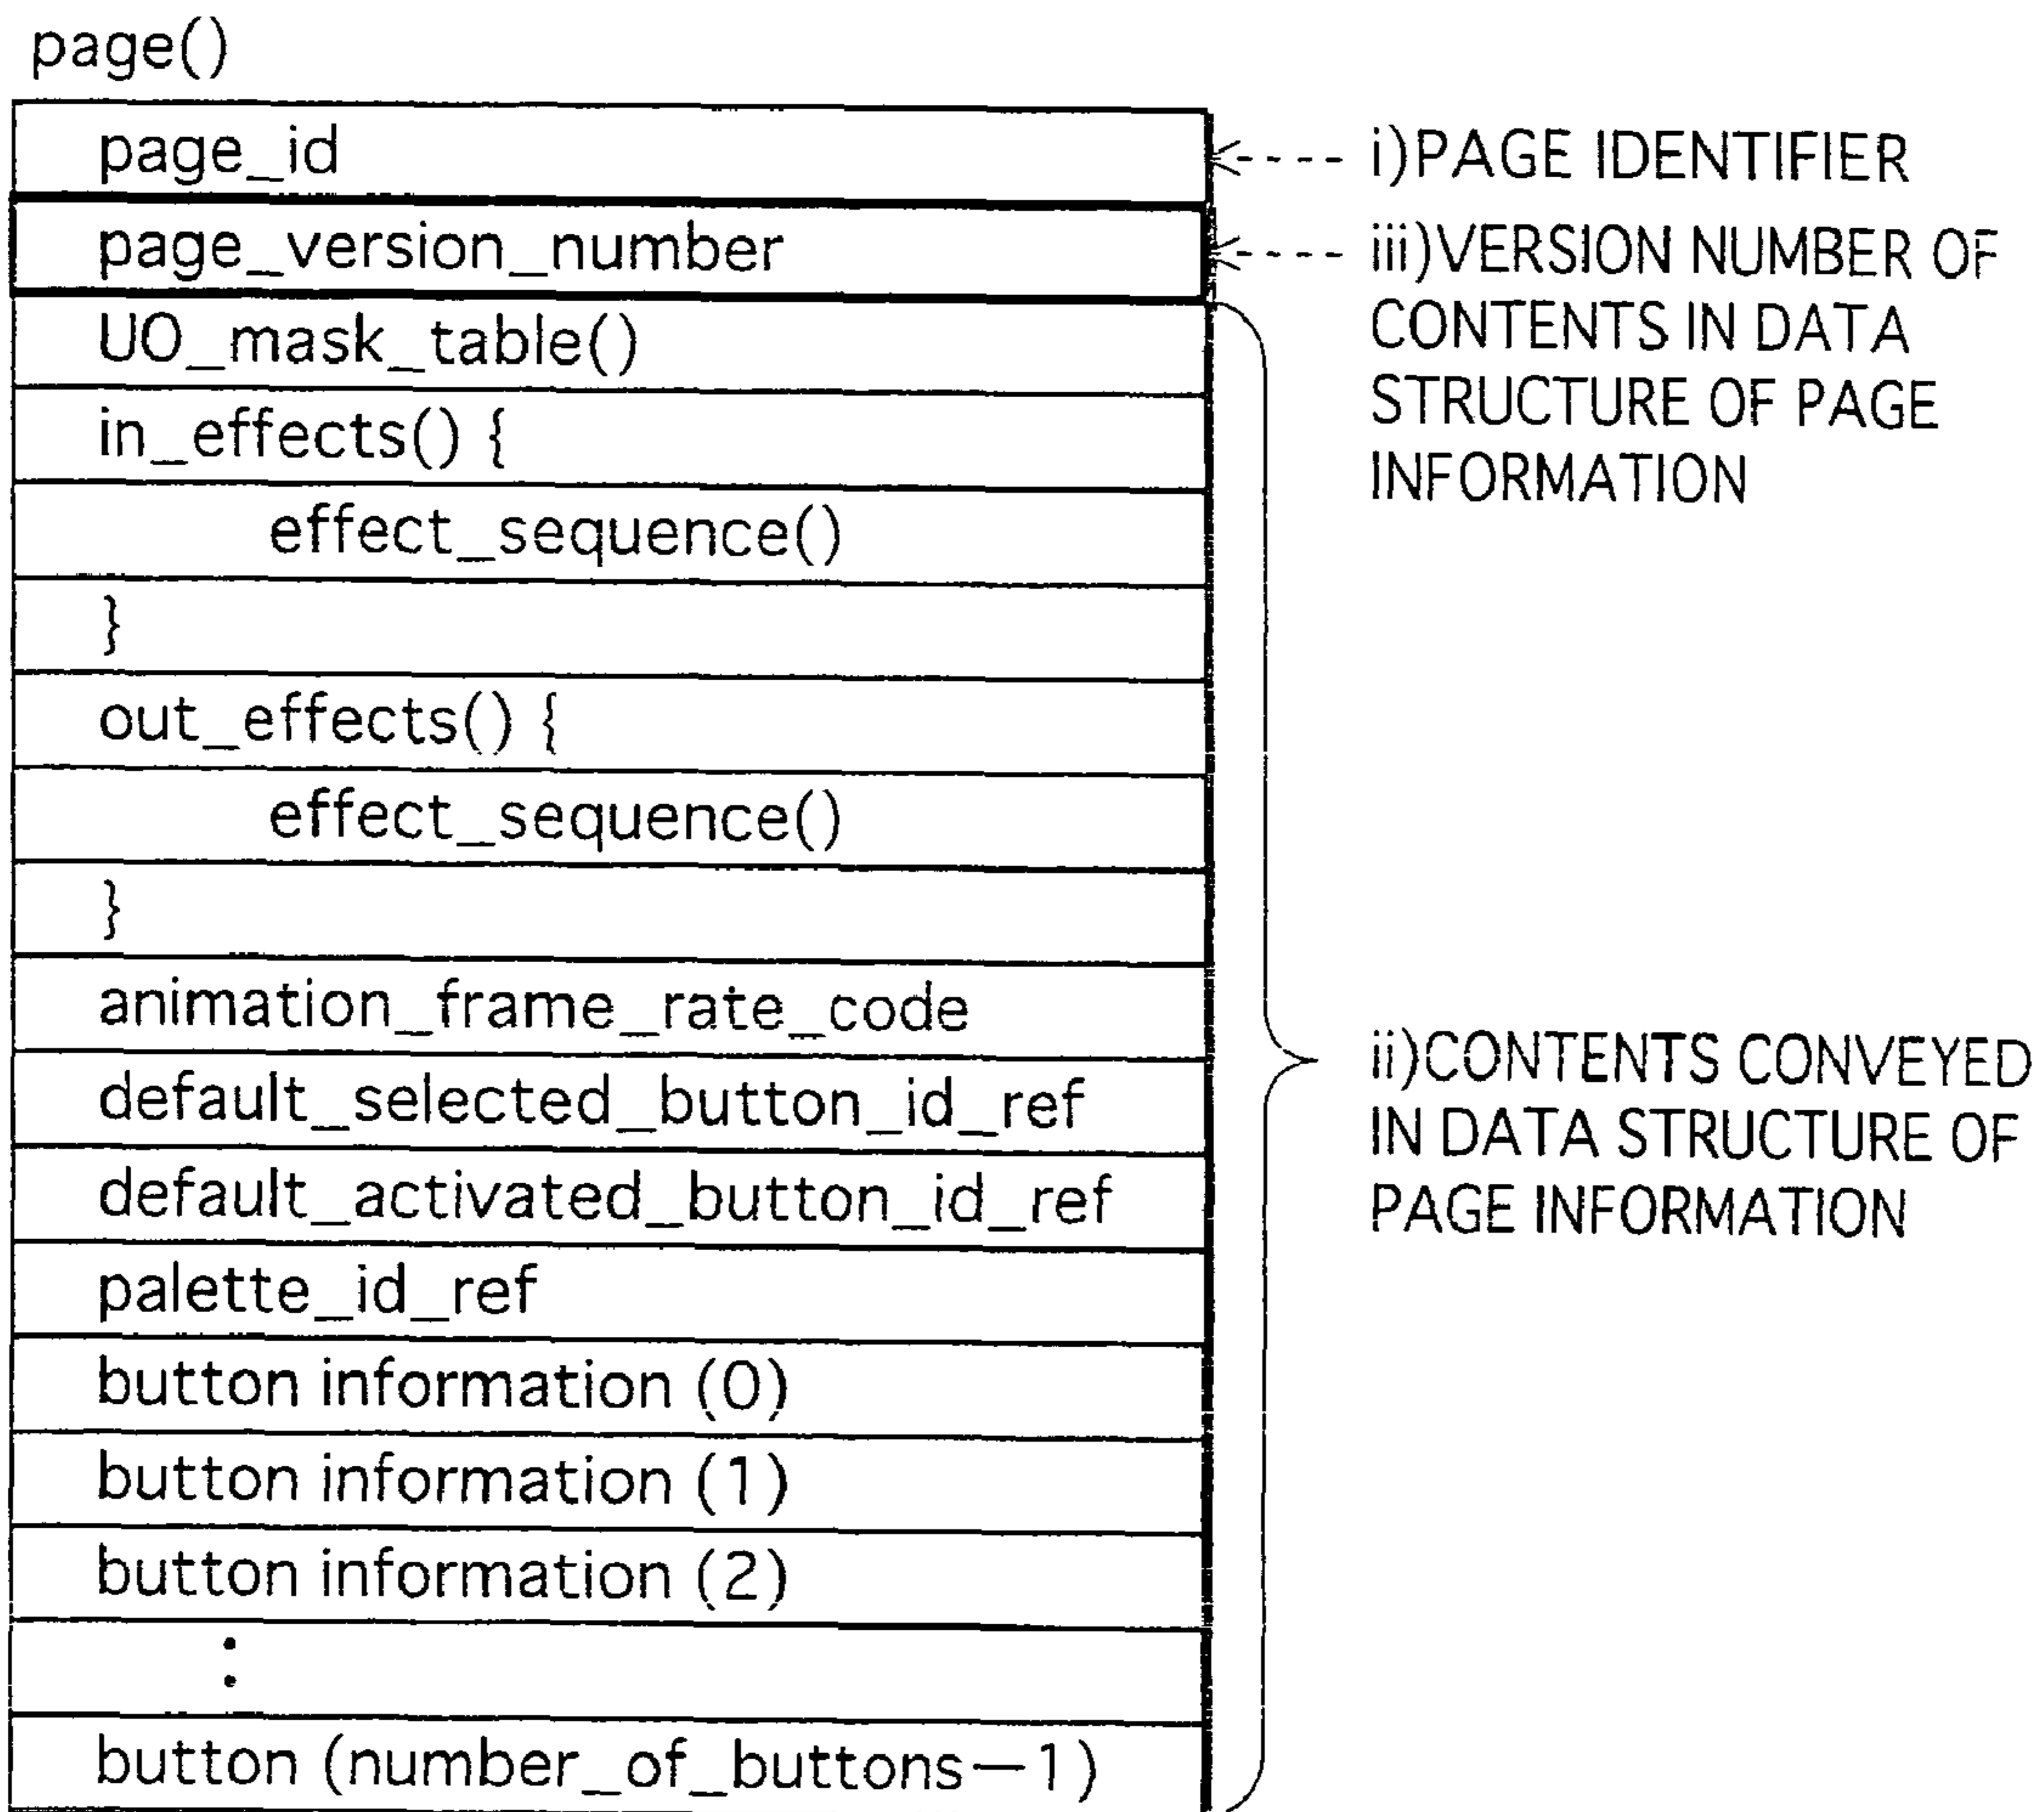 page()
page_id
page_version_number
UO_mask_table()
in_effects() {
effect_sequence()
}
out_effects() {
effect_sequence()
}
animation_frame_rate_code
default_selected_button_id_ref
default_activated_button_id_ref
palette_id_ref
button information (0)
button information (1)
button information (2)
:
button (number_of_buttons—1)
i)PAGE IDENTIFIER
iii)VERSION NUMBER OF
CONTENTS IN DATA
STRUCTURE OF PAGE
INFORMATION
ii)CONTENTS CONVEYED
IN DATA STRUCTURE OF
PAGE INFORMATION